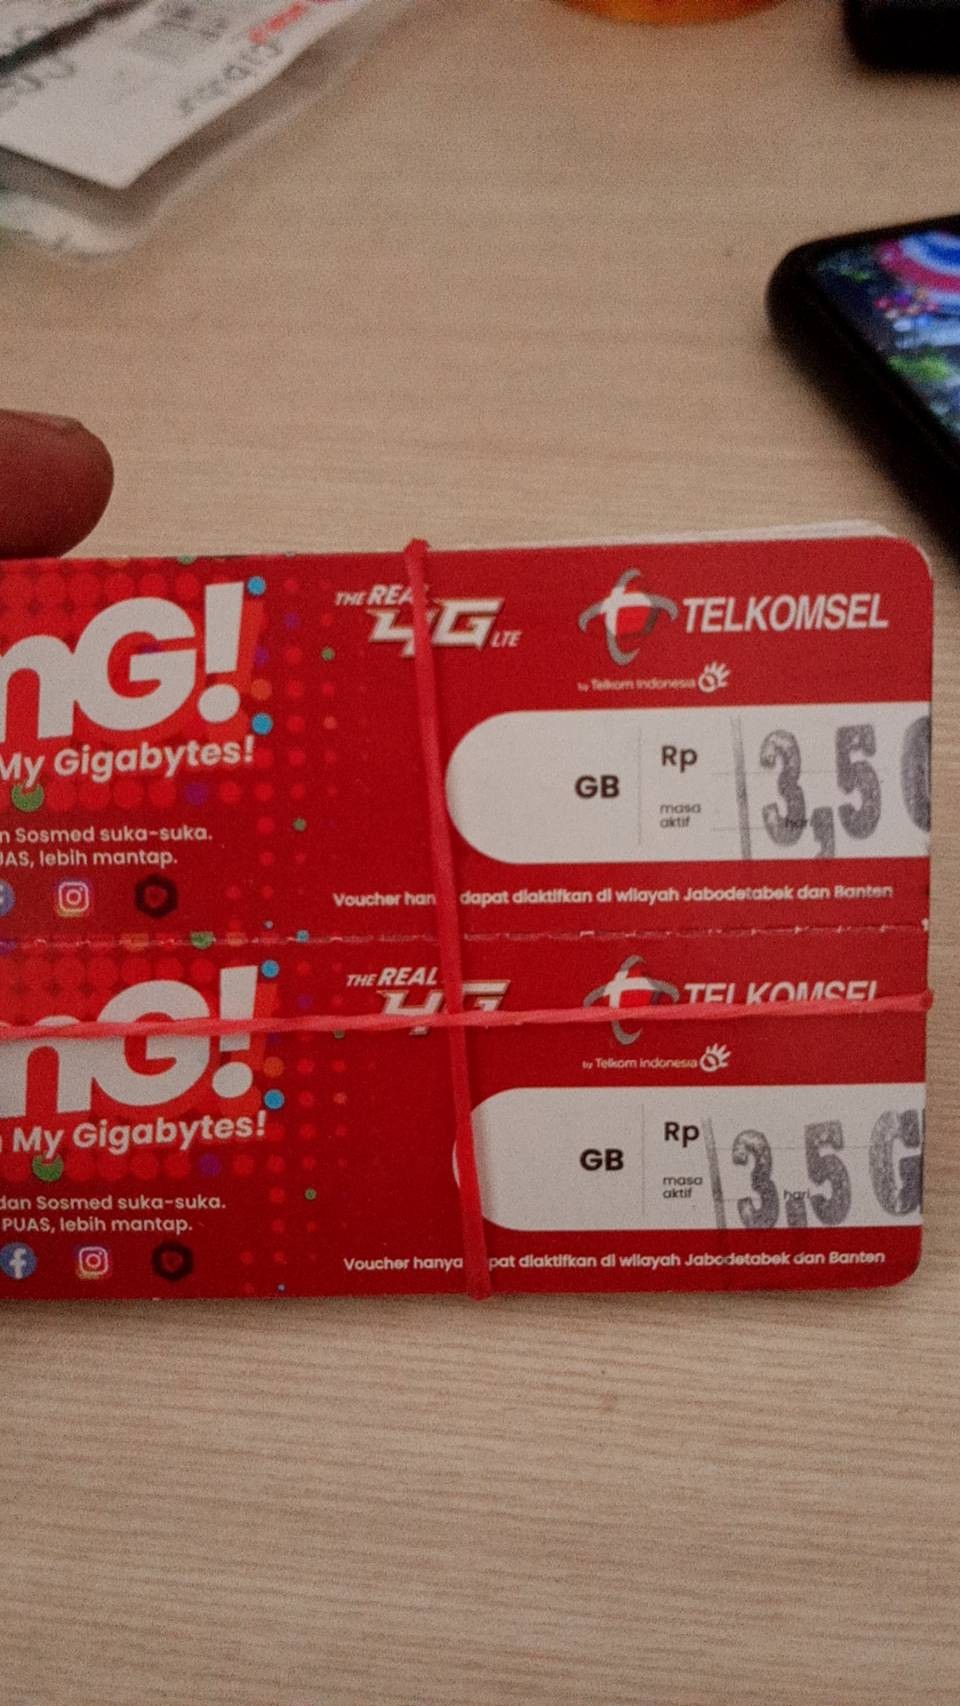 nG!
My Gigabytes!
n Sosmed suka-suka.
UAS, lebih mantap.
THE REA
4G LTE
TELKOMSEL
by Telkom Indonesia
GB
Rp
masa
aktif
hari
3,5 G
Voucher han dapat diaktifkan di wilayah Jabodetabek dan Banten
nG!
My Gigabytes!
dan Sosmed suka-suka.
PUAS, lebih mantap.
THE REAL
4G
TELKOMSEL
by Telkom Indonesia
GB
Rp
masa
aktif
hari
3,5 G
Voucher hanya pat diaktifkan di wilayah Jabodetabek dan Banten